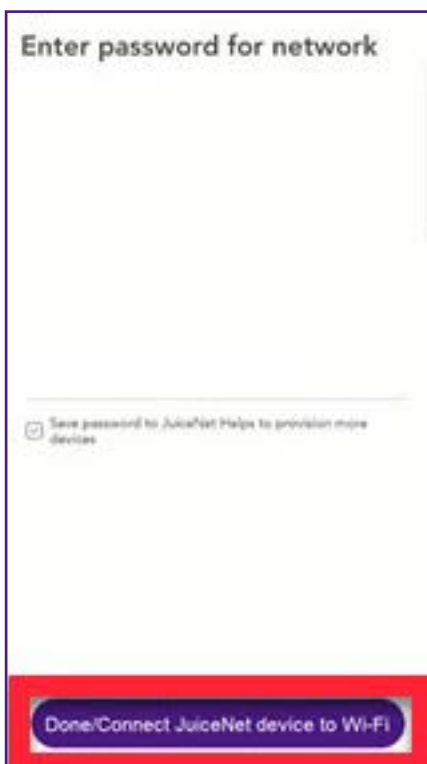 Enter password for network
Save password to JuiceNet Helps to provision more
devices
Done/Connect JuiceNet device to Wi-Fi